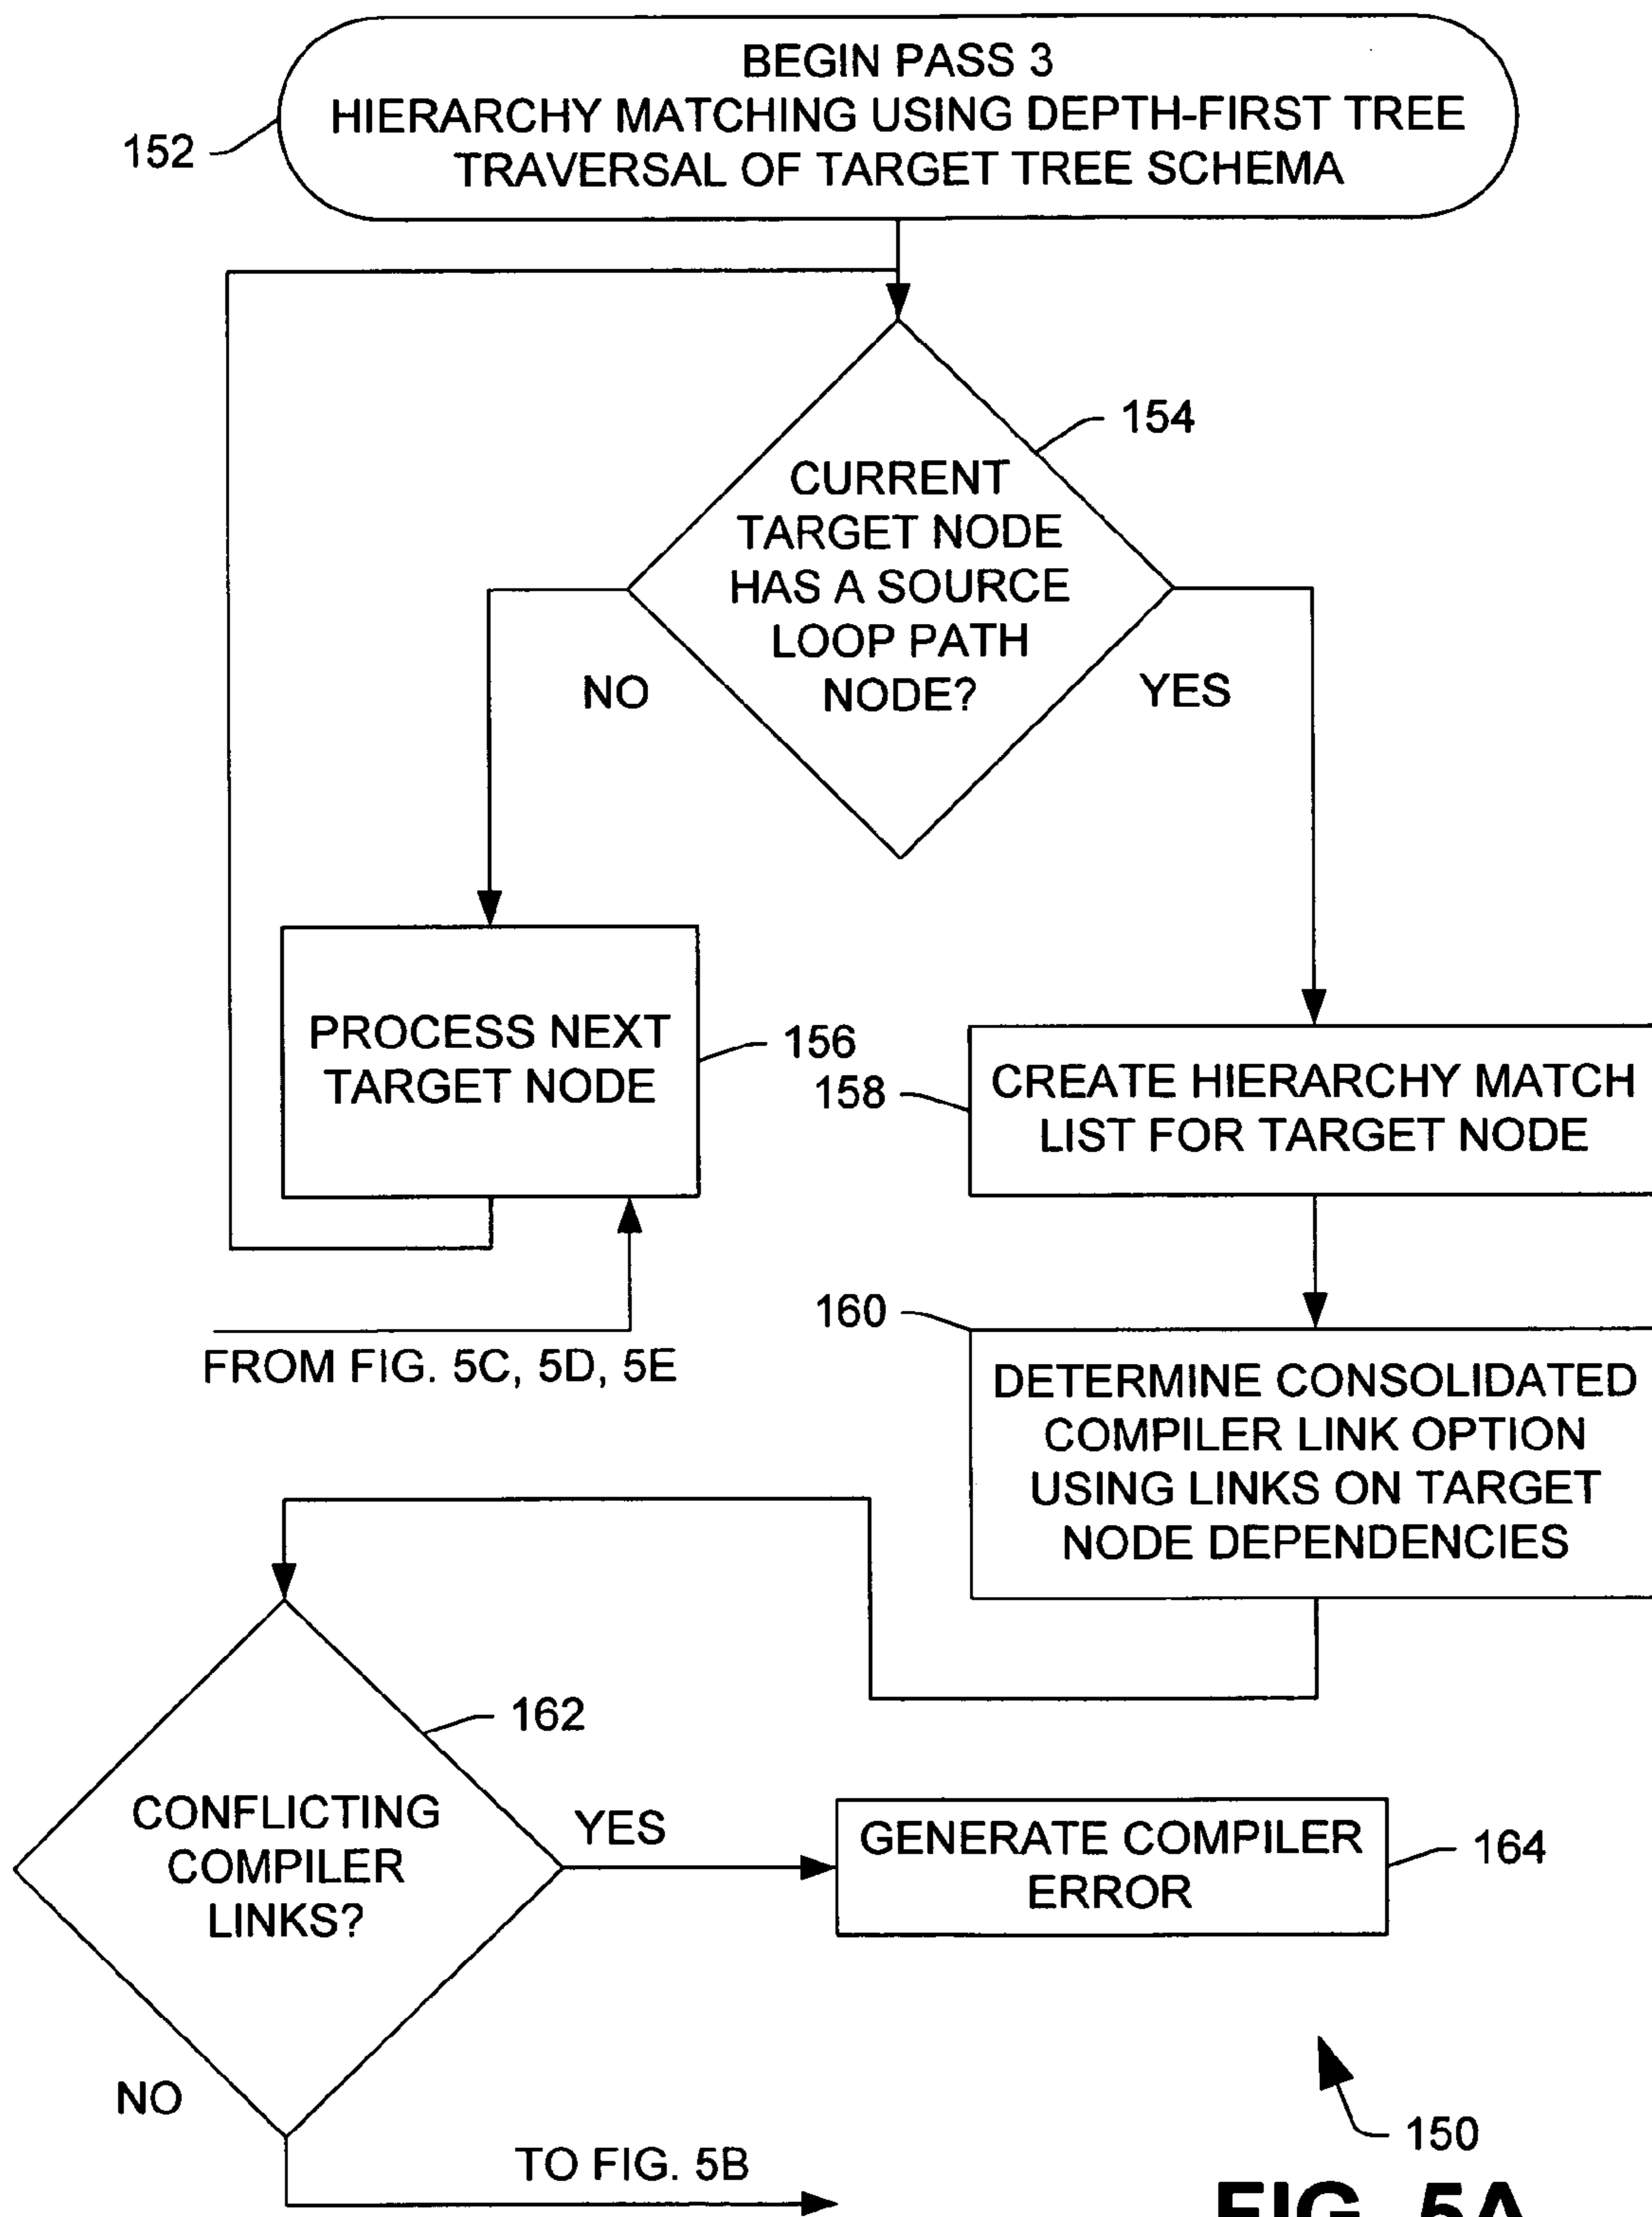 BEGIN PASS 3
HIERARCHY MATCHING USING DEPTH-FIRST TREE
TRAVERSAL OF TARGET TREE SCHEMA
152
154
CURRENT
TARGET NODE
HAS A SOURCE
LOOP PATH
NODE?
NO
YES
PROCESS NEXT
TARGET NODE
156
158
CREATE HIERARCHY MATCH
LIST FOR TARGET NODE
FROM FIG. 5C, 5D, 5E
160
DETERMINE CONSOLIDATED
COMPILER LINK OPTION
USING LINKS ON TARGET
NODE DEPENDENCIES
162
CONFLICTING
COMPILER
LINKS?
YES
GENERATE COMPILER
ERROR
164
NO
TO FIG. 5B
150
FIG. 5A